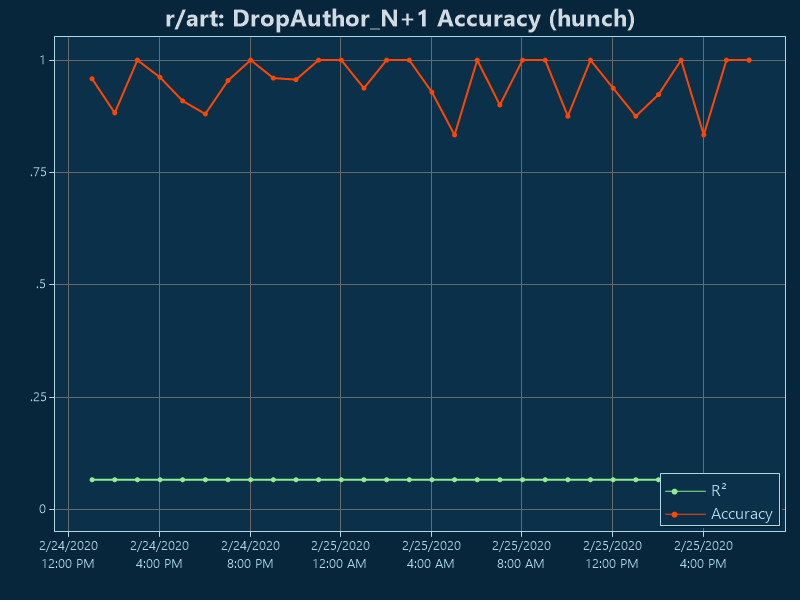 r/art: DropAuthor_N+1 Accuracy (hunch)
1
.75
.5
.25
0
R²
Accuracy
2/24/2020 2/24/2020 2/24/2020 2/25/2020 2/25/2020 2/25/2020 2/25/2020 2/25/2020
12:00 PM 4:00 PM 8:00 PM 12:00 AM 4:00 AM 8:00 AM 12:00 PM 4:00 PM